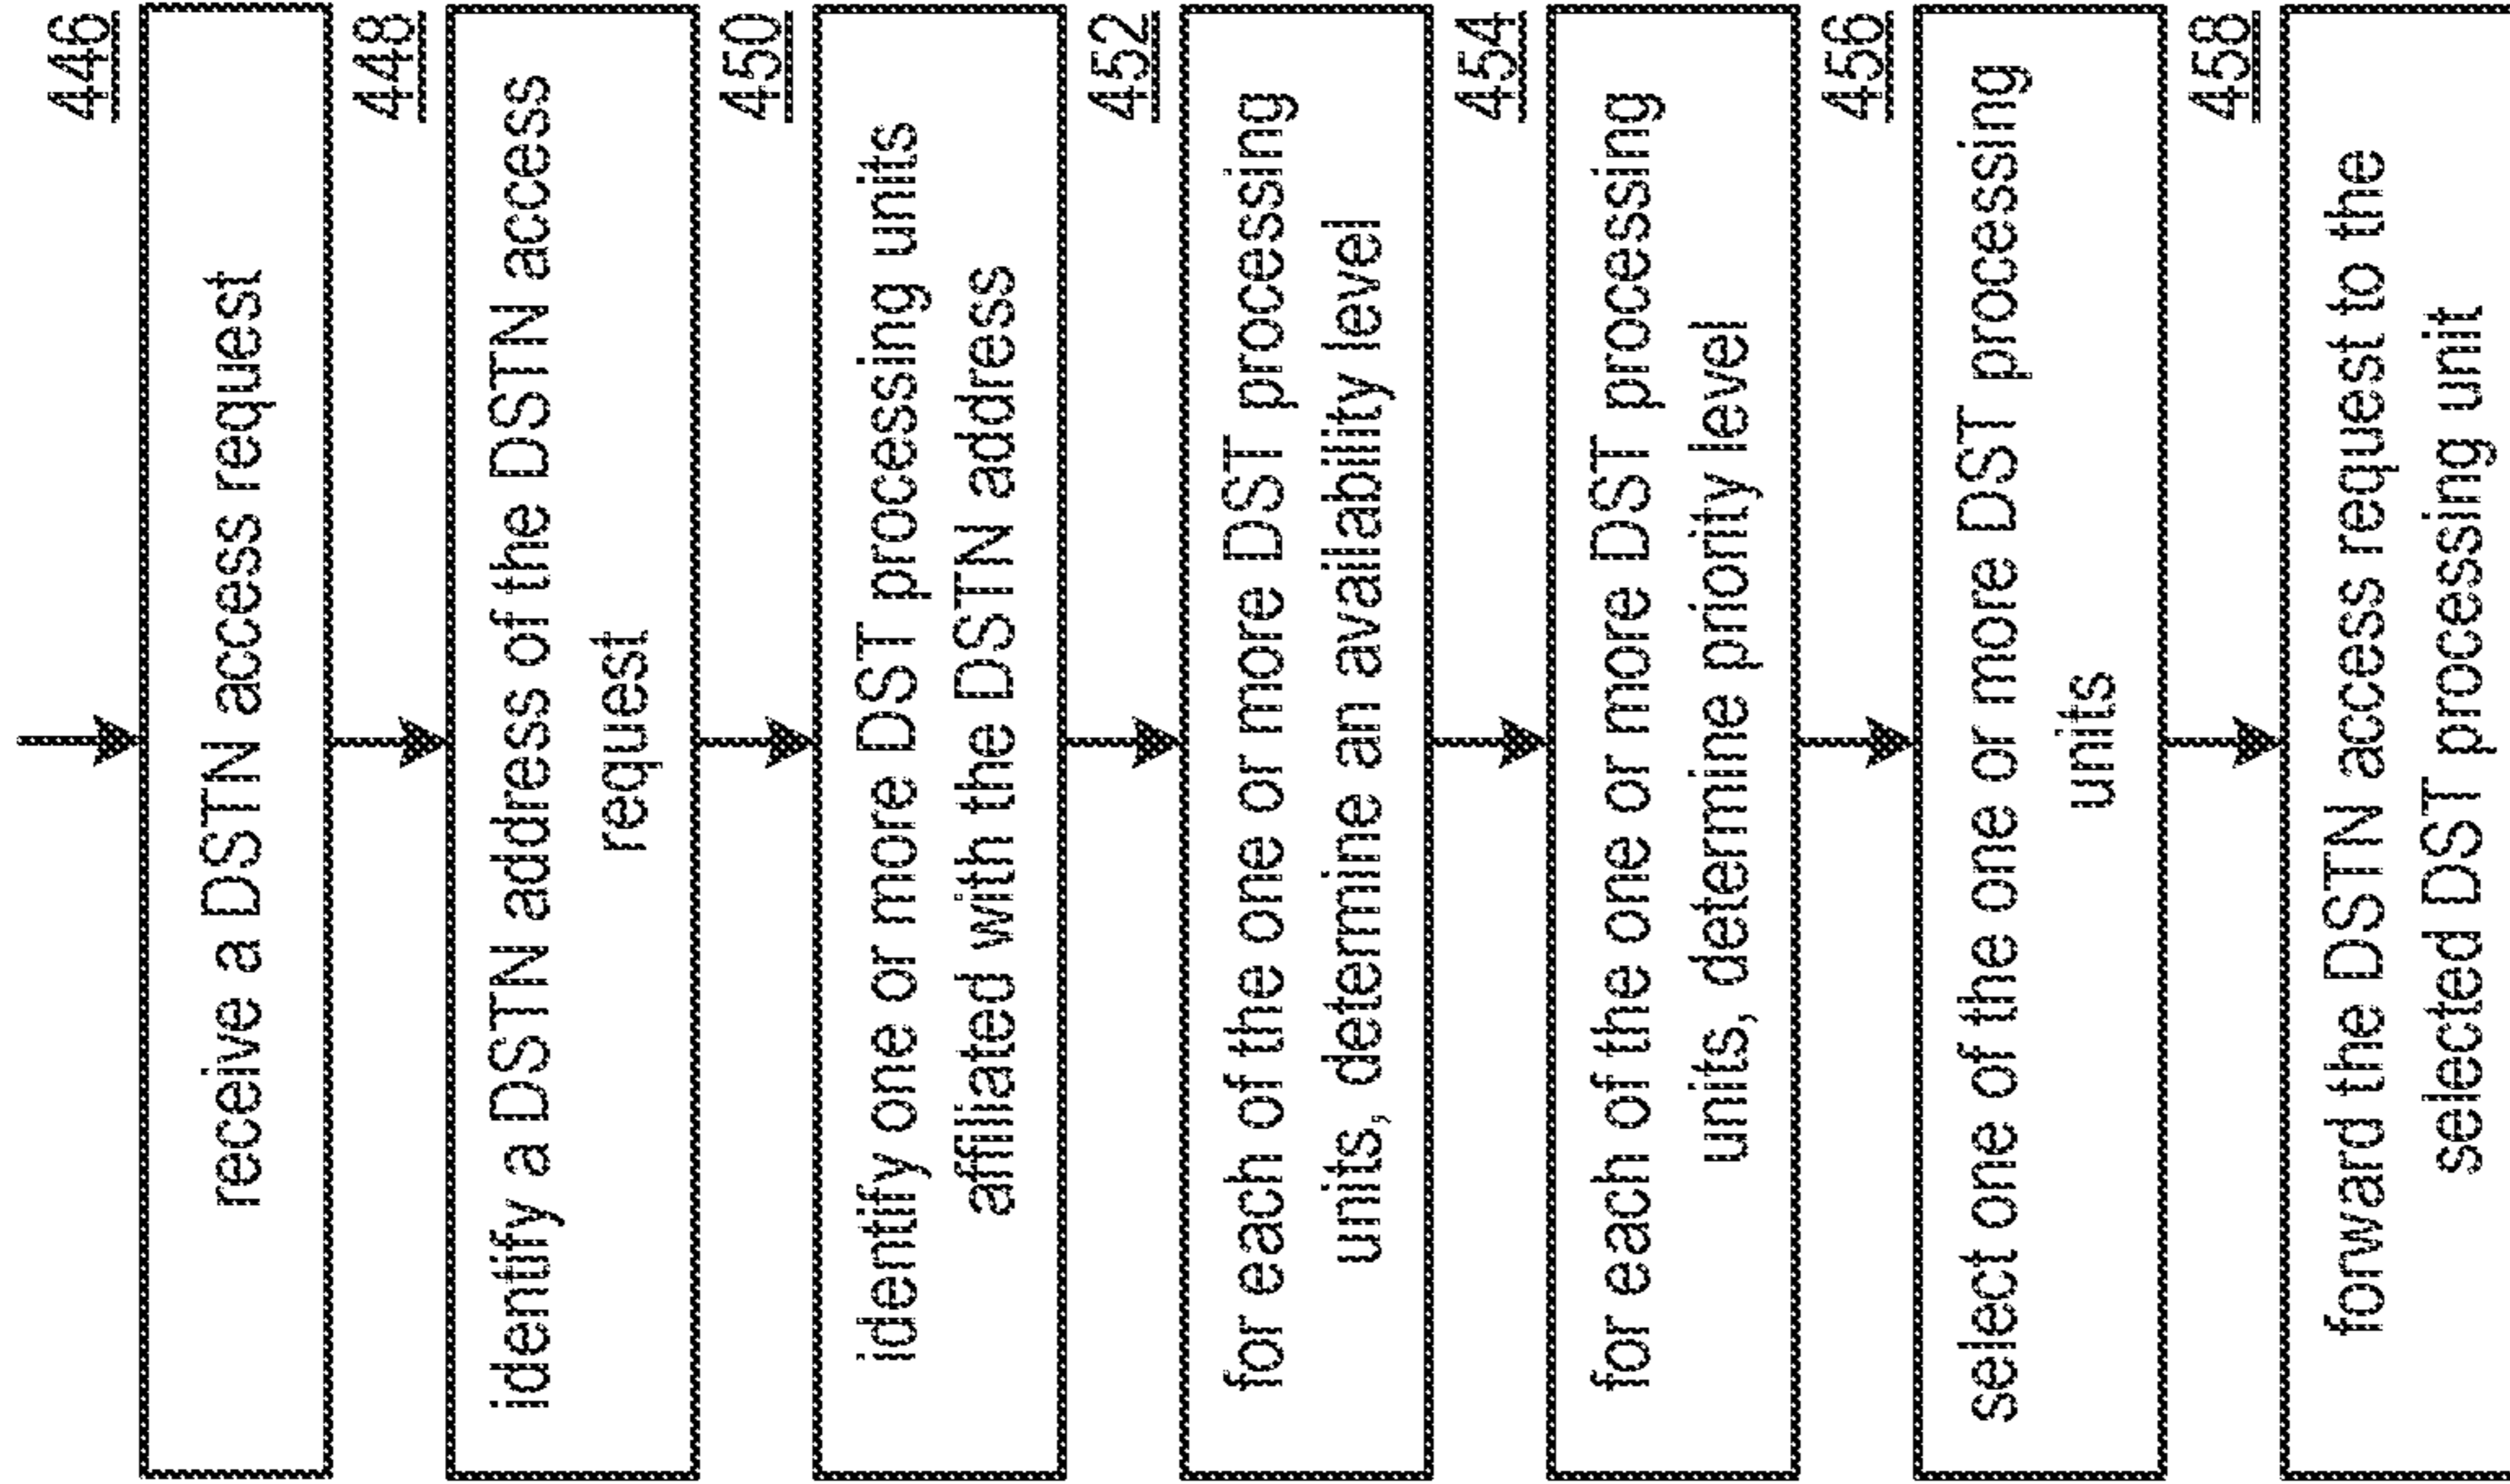 446
receive a DSTN access request
448
identify a DSTN address of the DSTN access
request
450
identify one or more DST processing units
affiliated with the DSTN address
452
for each of the one or more DST processing
units, determine an availability level
454
for each of the one or more DST processing
units, determine priority level
456
select one of the one or more DST processing
units
458
forward the DSTN access request to the
selected DST processing unit